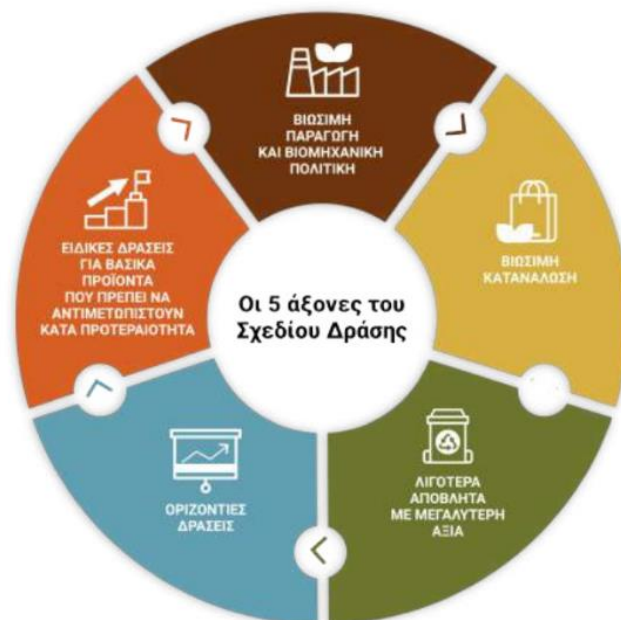 ΒΙΩΣΙΜΗ
ΠΑΡΑΓΩΓΗ
ΚΑΙ ΒΙΟΜΗΧΑΝΙΚΗ
ΠΟΛΙΤΙΚΗ
ΒΙΩΣΙΜΗ
ΚΑΤΑΝΑΛΩΣΗ
ΛΙΓΟΤΕΡΑ
ΑΠΟΒΛΗΤΑ
ΜΕ ΜΕΓΑΛΥΤΕΡΗ
ΑΞΙΑ
ΟΡΙΖΟΝΤΙΕΣ
ΔΡΑΣΕΙΣ
ΕΙΔΙΚΕΣ ΔΡΑΣΕΙΣ
ΓΙΑ ΒΑΣΙΚΑ
ΠΡΟΪΟΝΤΑ
ΠΟΥ ΠΡΕΠΕΙ ΝΑ
ΑΝΤΙΜΕΤΩΠΙΣΤΟΥΝ
ΚΑΤΑ ΠΡΟΤΕΡΑΙΟΤΗΤΑ
Οι 5 άξονες του
Σχεδίου Δράσης